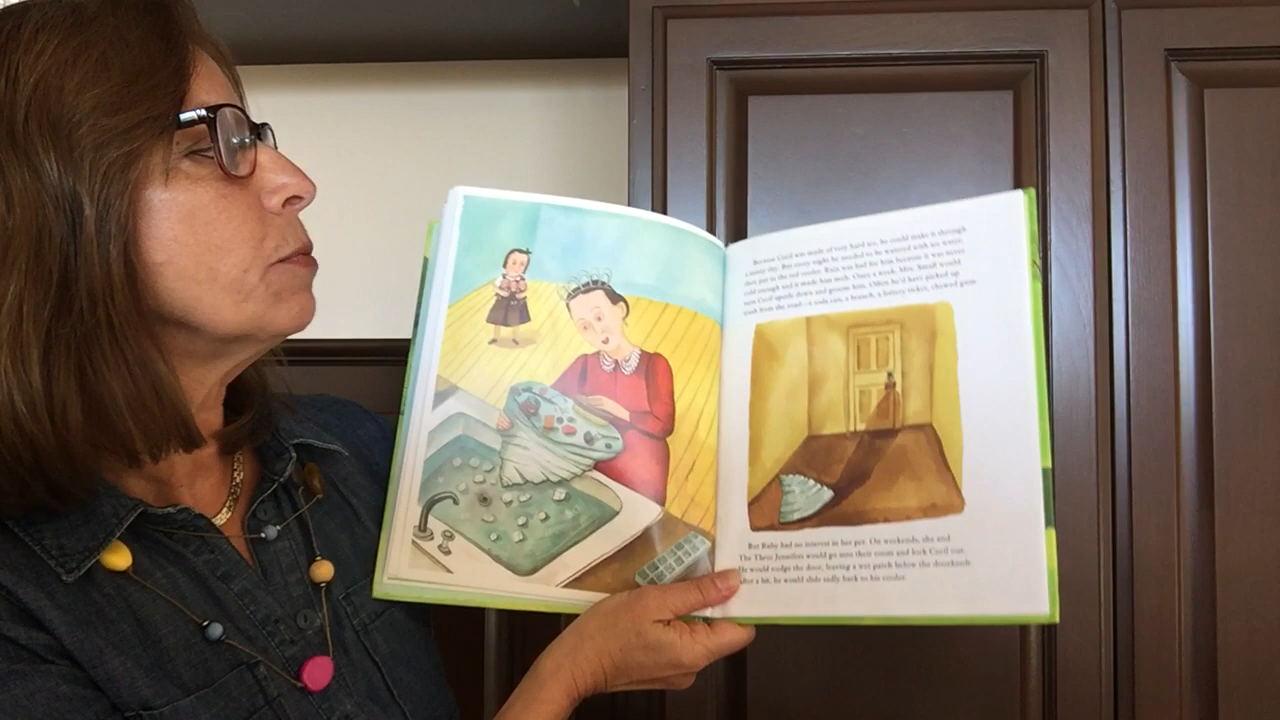 Because Cecil was made of very hard ice, he could make it through
a sunny day. But every night he needed to be watered with ice water,
then put in the red cooler. Rain was bad for him because it was never
cold enough and it made him melt. Once a week, Mrs. Small would
turn Cecil upside down and groom him. Often he'd have picked up
trash from the road—a soda can, a branch, a lottery ticket, chewed gum
But Ruby had no interest in her pet. On weekends, she and
The Three Jennifers would go into their room and lock Cecil out.
He would nudge the door, leaving a wet patch below the doorknob
After a bit, he would slide sadly back to his cooler.